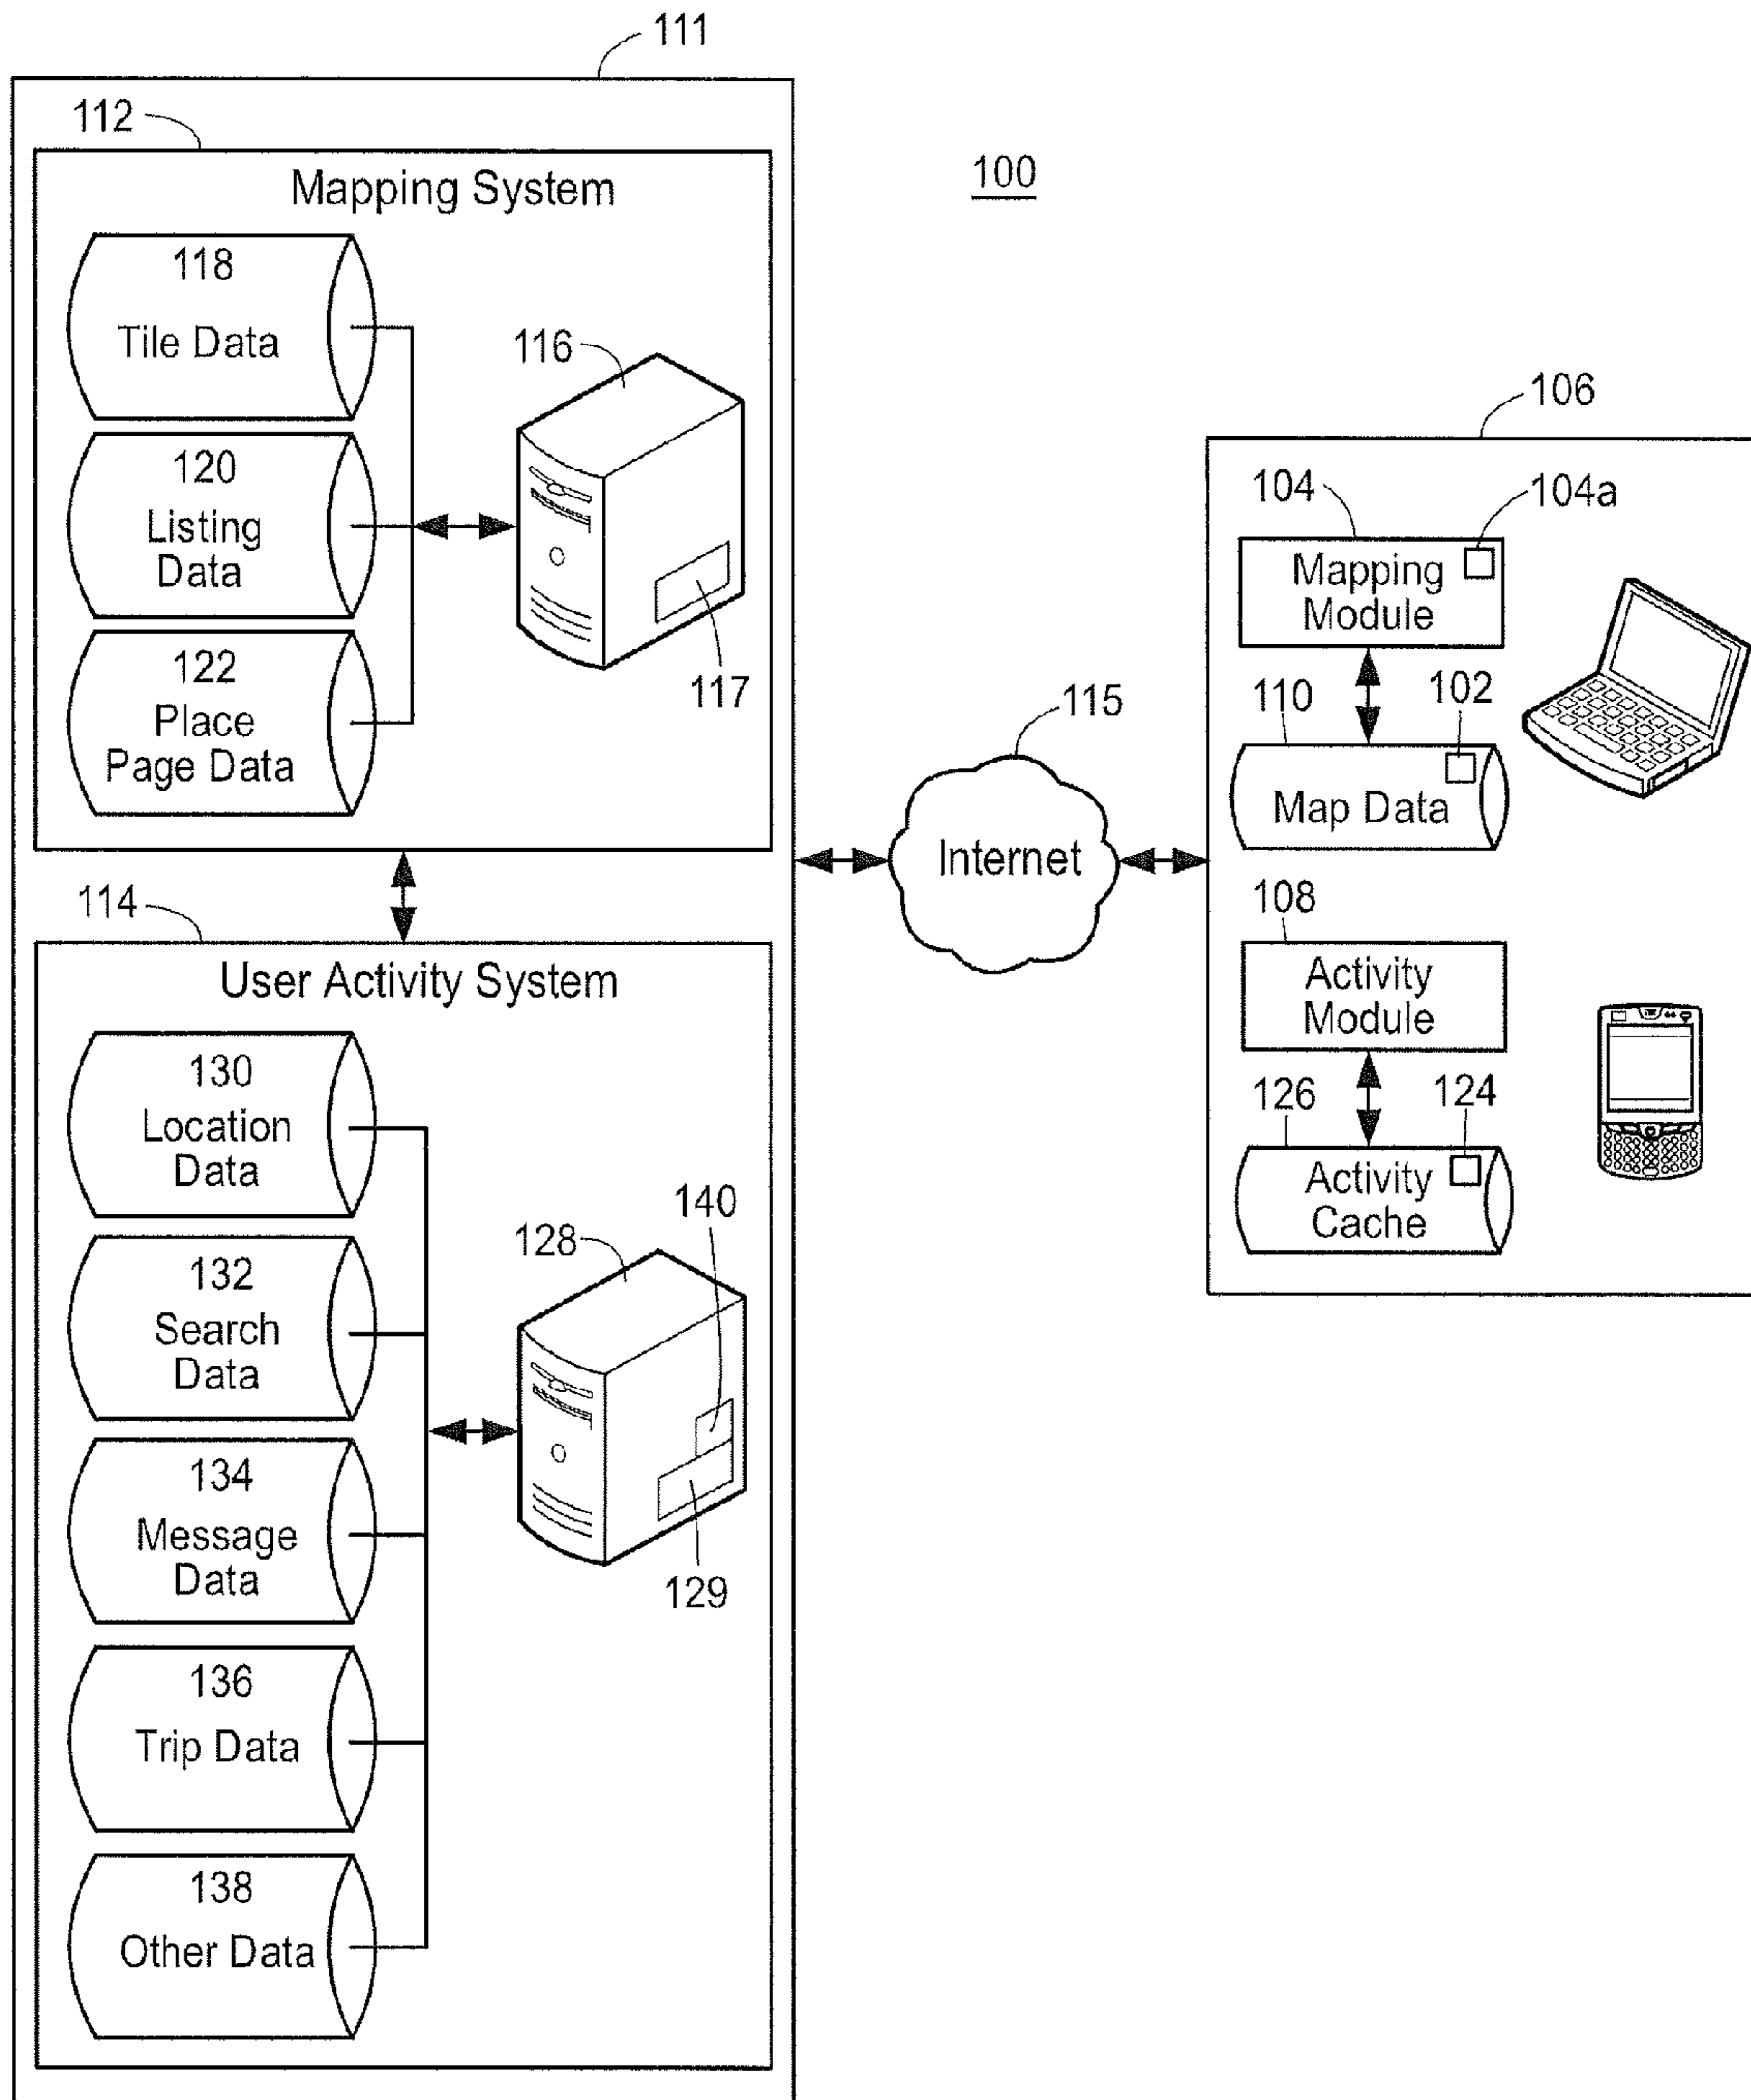 111
112
Mapping System
100
118
Tile Data
116
120
Listing
Data
117
122
Place
Page Data
106
104
104a
Mapping
Module
110
102
Map Data
115
Internet
108
Activity
Module
126
124
Activity
Cache
114
User Activity System
130
Location
Data
132
Search
Data
128
140
129
134
Message
Data
136
Trip Data
138
Other Data